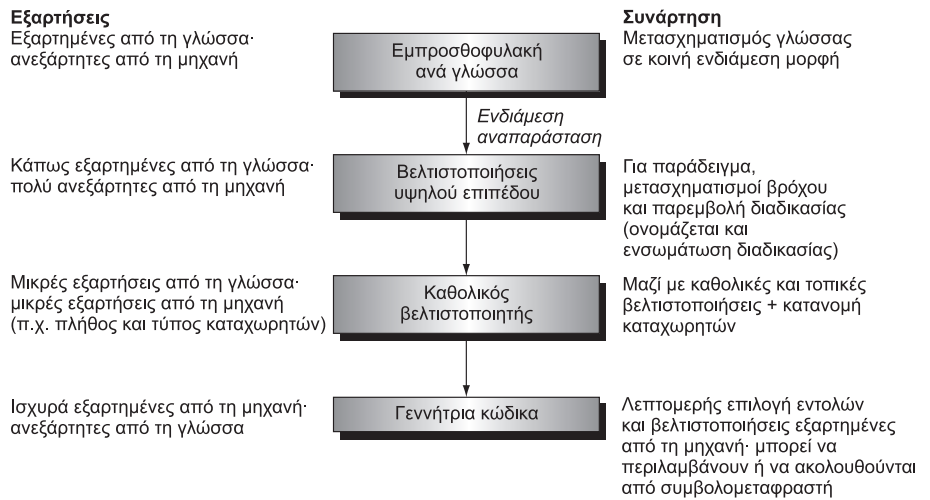 Εξαρτήσεις
Εξαρτημένες από τη γλώσσα·
ανεξάρτητες από τη μηχανή
Εμπροσθοφυλακή
ανά γλώσσα
Συνάρτηση
Μετασχηματισμός γλώσσας
σε κοινή ενδιάμεση μορφή
Ενδιάμεση
αναπαράσταση
Κάπως εξαρτημένες από τη γλώσσα·
πολύ ανεξάρτητες από τη μηχανή
Βελτιστοποιήσεις
υψηλού επιπέδου
Για παράδειγμα,
μετασχηματισμοί βρόχου
και παρεμβολή διαδικασίας
(ονομάζεται και
ενσωμάτωση διαδικασίας)
Μικρές εξαρτήσεις από τη γλώσσα·
μικρές εξαρτήσεις από τη μηχανή
(π.χ. πλήθος και τύπος καταχωρητών)
Καθολικός
βελτιστοποιητής
Μαζί με καθολικές και τοπικές
βελτιστοποιήσεις + κατανομή
καταχωρητών
Ισχυρά εξαρτημένες από τη μηχανή·
ανεξάρτητες από τη γλώσσα
Γεννήτρια κώδικα
Λεπτομερής επιλογή εντολών
και βελτιστοποιήσεις εξαρτημένες
από τη μηχανή· μπορεί να
περιλαμβάνουν ή να ακολουθούνται
από συμβολομεταφραστή